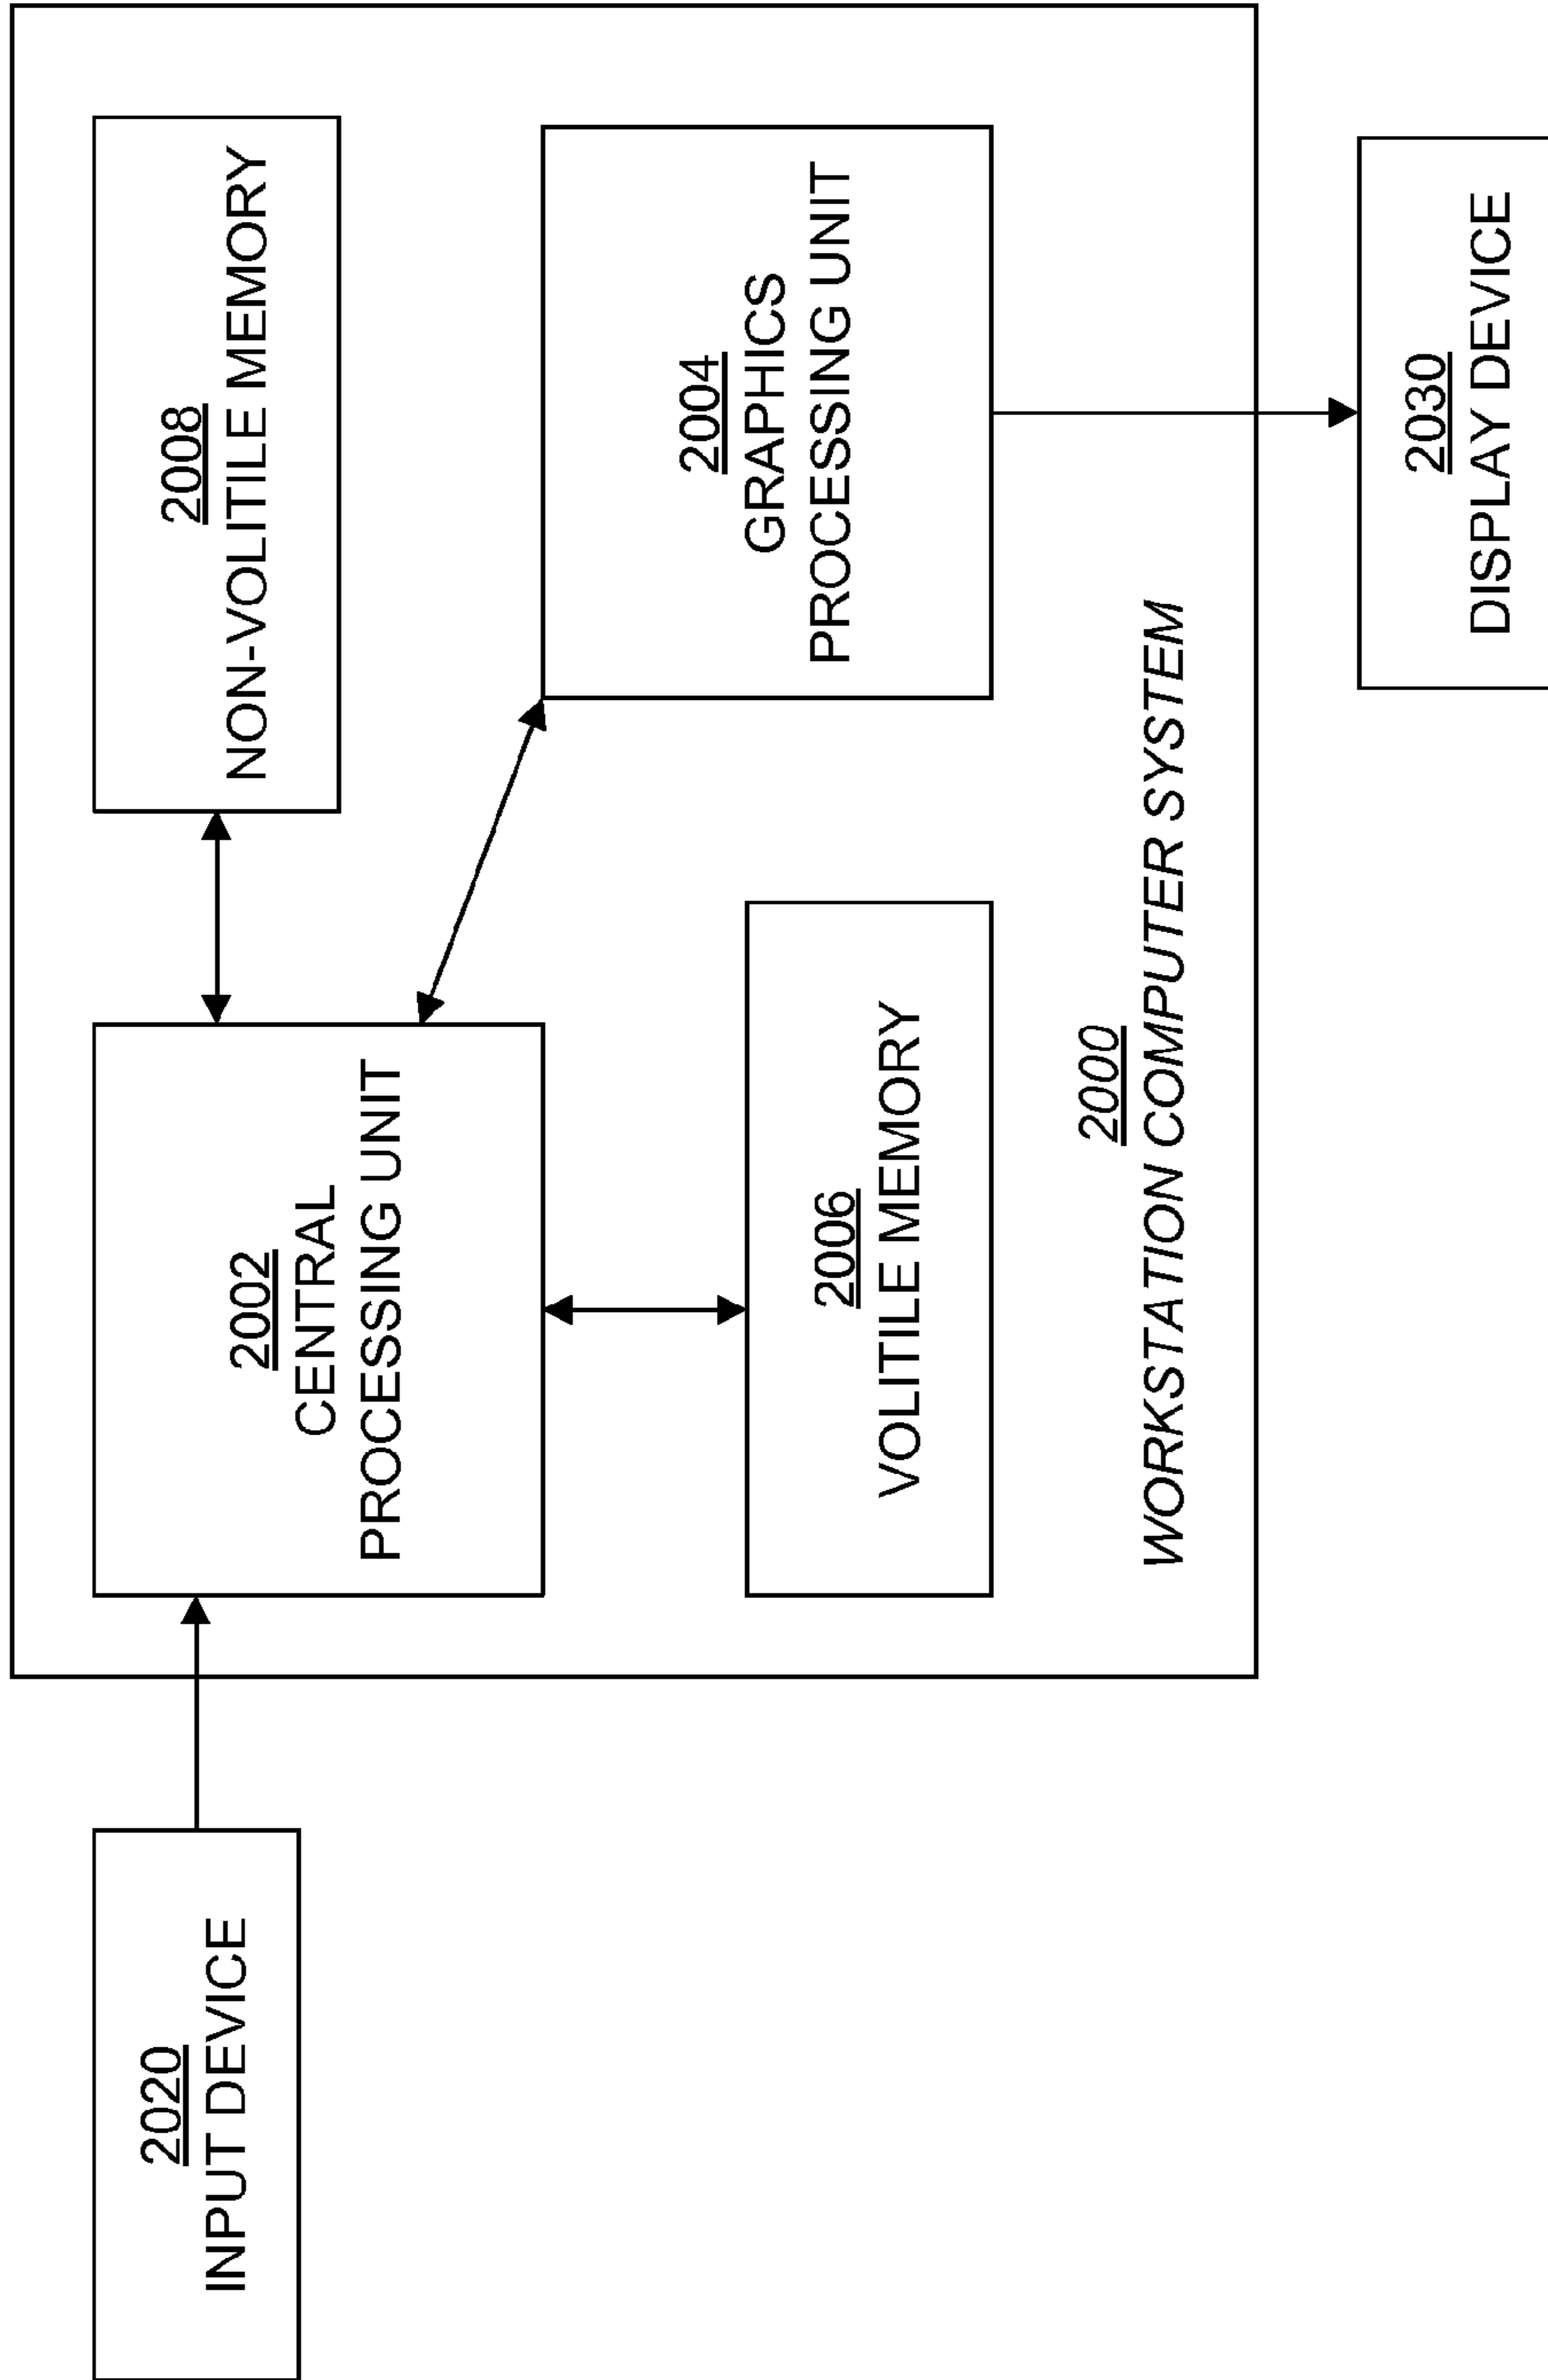 2020
INPUT DEVICE
2002
CENTRAL
PROCESSING UNIT
2008
NON-VOLITILE MEMORY
2004
GRAPHICS
PROCESSING UNIT
2006
VOLITILE MEMORY
2000
WORKSTATION COMPUTER SYSTEM
2030
DISPLAY DEVICE